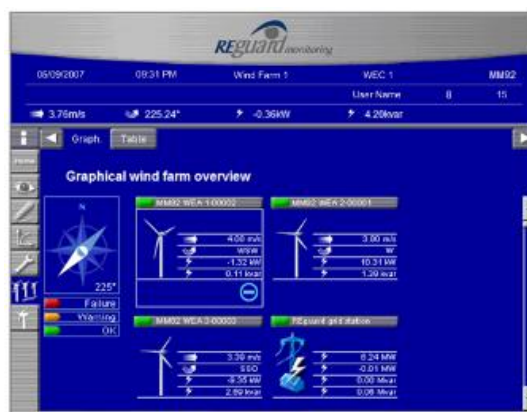 REguard monitoring
05/09/2007 09:31 PM Wind Farm 1 WEC 1 MM92
User Name 8 15
3.76m/s 225.24° -0.36kW 4.20kvar
Graph. Table
Home
Graphical wind farm overview
N
225°
Failure
Warning
OK
MM92 WEA 1-00002
4.00 m/s
WSW
-1.32 kW
0.11 kvar
MM92 WEA 2-00001
3.80 m/s
W
10.31 kW
1.39 kvar
MM92 WEA 3-00003
3.39 m/s
SSO
-9.35 kW
2.69 kvar
REguard grid station
6.24 MW
-0.01 MW
0.00 Mvar
0.06 Mvar